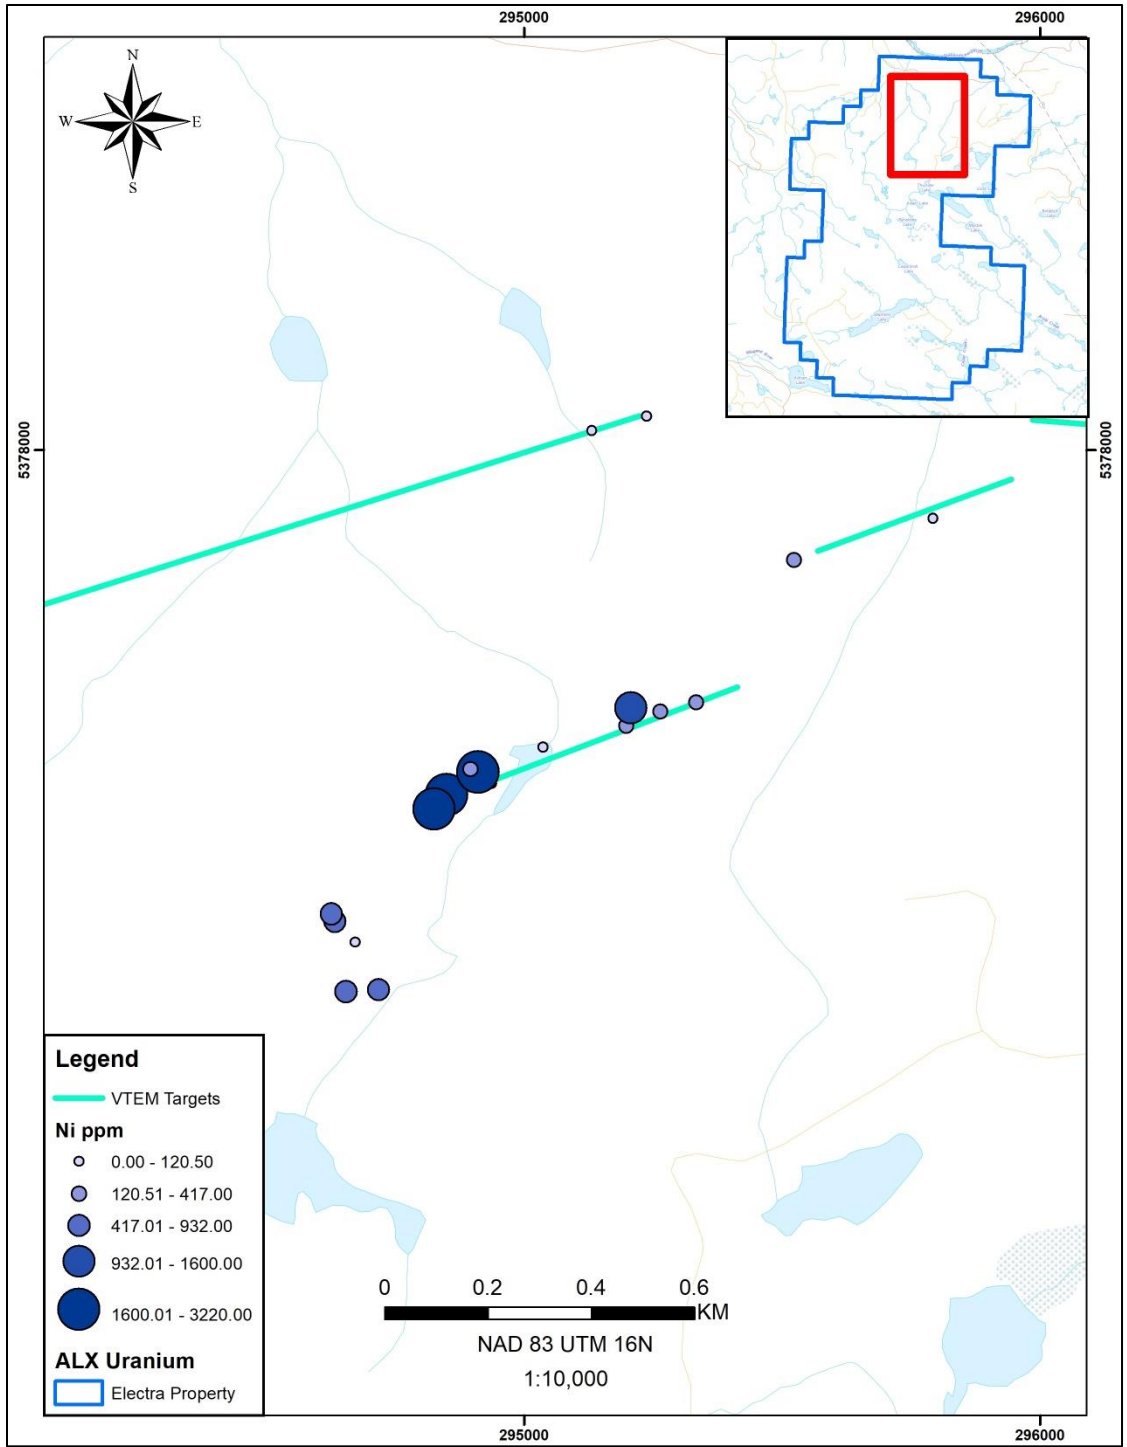 295000
296000
N
W
E
S
5378000
5378000
Legend
VTEM Targets
Ni ppm
0.00 - 120.50
120.51 - 417.00
417.01 - 932.00
932.01 - 1600.00
1600.01 - 3220.00
ALX Uranium
Electra Property
0 0.2 0.4 0.6
KM
NAD 83 UTM 16N
1:10,000
295000
296000